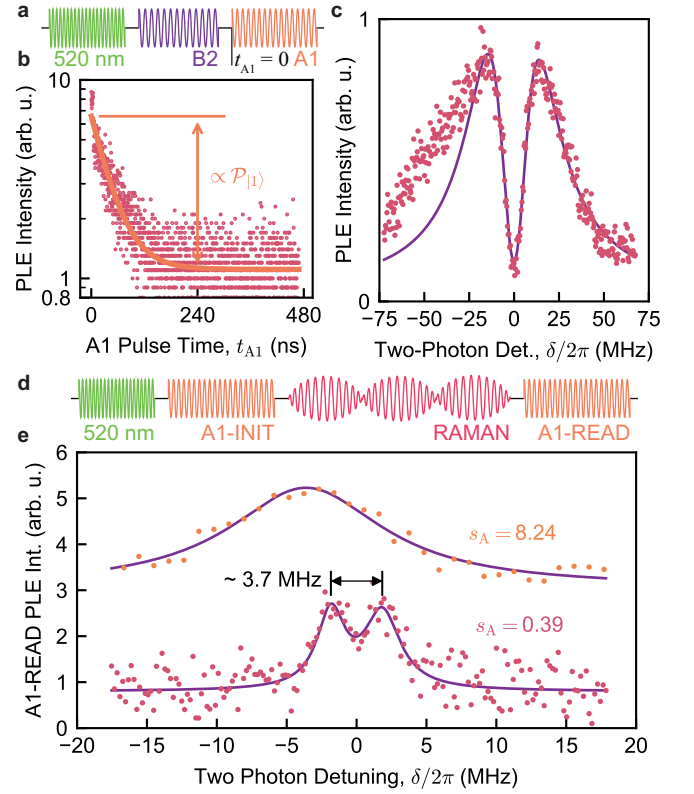 a
520 nm
B2
t_A1 = 0
A1
b
PLE Intensity (arb. u.)
10
1
0.8
∝ 𝒫|1⟩
0
240
480
A1 Pulse Time, t_A1 (ns)
c
PLE Intensity (arb. u.)
1
0
−75
−50
−25
0
25
50
75
Two-Photon Det., δ/2π (MHz)
d
520 nm
A1-INIT
RAMAN
A1-READ
e
A1-READ PLE Int. (arb. u.)
6
5
4
3
2
1
0
s_A = 8.24
~ 3.7 MHz
s_A = 0.39
−20
−15
−10
−5
0
5
10
15
20
Two Photon Detuning, δ/2π (MHz)